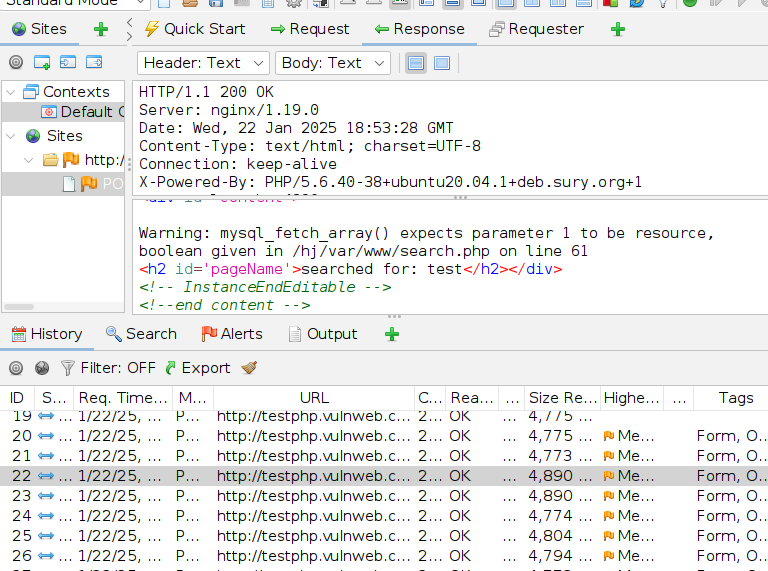 Standard Mode
Sites
Quick Start
Request
Response
Requester
Header: Text
Body: Text
Contexts
Default C
Sites
http:/
PO
HTTP/1.1 200 OK
Server: nginx/1.19.0
Date: Wed, 22 Jan 2025 18:53:28 GMT
Content-Type: text/html; charset=UTF-8
Connection: keep-alive
X-Powered-By: PHP/5.6.40-38+ubuntu20.04.1+deb.sury.org+1
Warning: mysql_fetch_array() expects parameter 1 to be resource,
boolean given in /hj/var/www/search.php on line 61
<h2 id='pageName'>searched for: test</h2></div>
<!-- InstanceEndEditable -->
<!--end content -->
History Search Alerts Output
Filter: OFF Export
ID S... Req. Time... M... URL C... Rea... ... Size Re... Highe... ... Tags
19 ... 1/22/25, ... P... http://testphp.vulnweb.c... 2... OK ... 4,775 ...
20 ... 1/22/25, ... P... http://testphp.vulnweb.c... 2... OK ... 4,775 ... Me... Form, O...
21 ... 1/22/25, ... P... http://testphp.vulnweb.c... 2... OK ... 4,773 ... Me... Form, O...
22 ... 1/22/25, ... P... http://testphp.vulnweb.c... 2... OK ... 4,890 ... Me... Form, O...
23 ... 1/22/25, ... P... http://testphp.vulnweb.c... 2... OK ... 4,890 ... Me... Form, O...
24 ... 1/22/25, ... P... http://testphp.vulnweb.c... 2... OK ... 4,774 ... Me... Form, O...
25 ... 1/22/25, ... P... http://testphp.vulnweb.c... 2... OK ... 4,804 ... Me... Form, O...
26 ... 1/22/25, ... P... http://testphp.vulnweb.c... 2... OK ... 4,794 ... Me... Form, O...